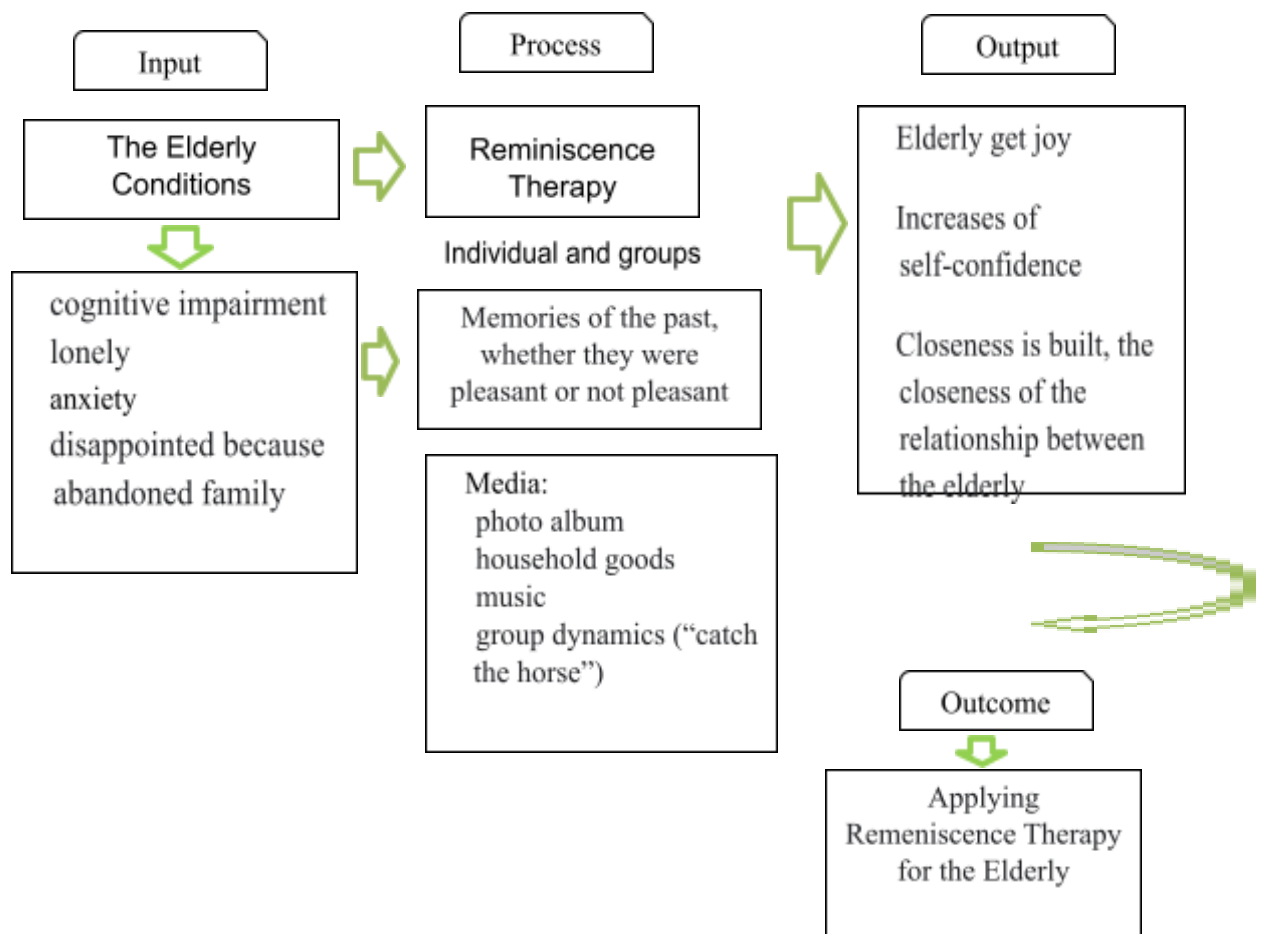 Input
The Elderly
Conditions
cognitive impairment
lonely
anxiety
disappointed because
abandoned family
Process
Reminiscence
Therapy
Individual and groups
Memories of the past,
whether they were
pleasant or not pleasant
Media:
photo album
household goods
music
group dynamics (“catch
the horse”)
Output
Elderly get joy
Increases of
self-confidence
Closeness is built, the
closeness of the
relationship between
the elderly
Outcome
Applying
Remeniscence Therapy
for the Elderly